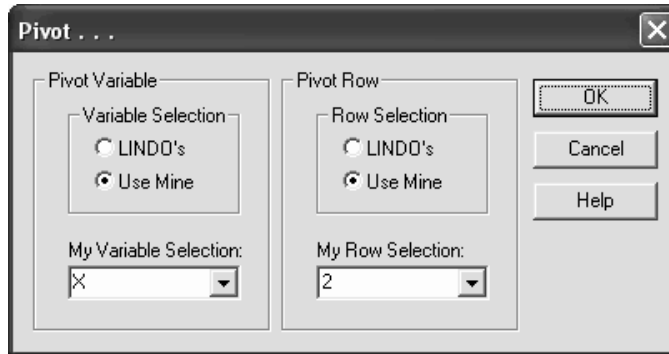 Pivot . . .
Pivot Variable
Variable Selection
LINDO's
Use Mine
My Variable Selection:
X
Pivot Row
Row Selection
LINDO's
Use Mine
My Row Selection:
2
OK
Cancel
Help